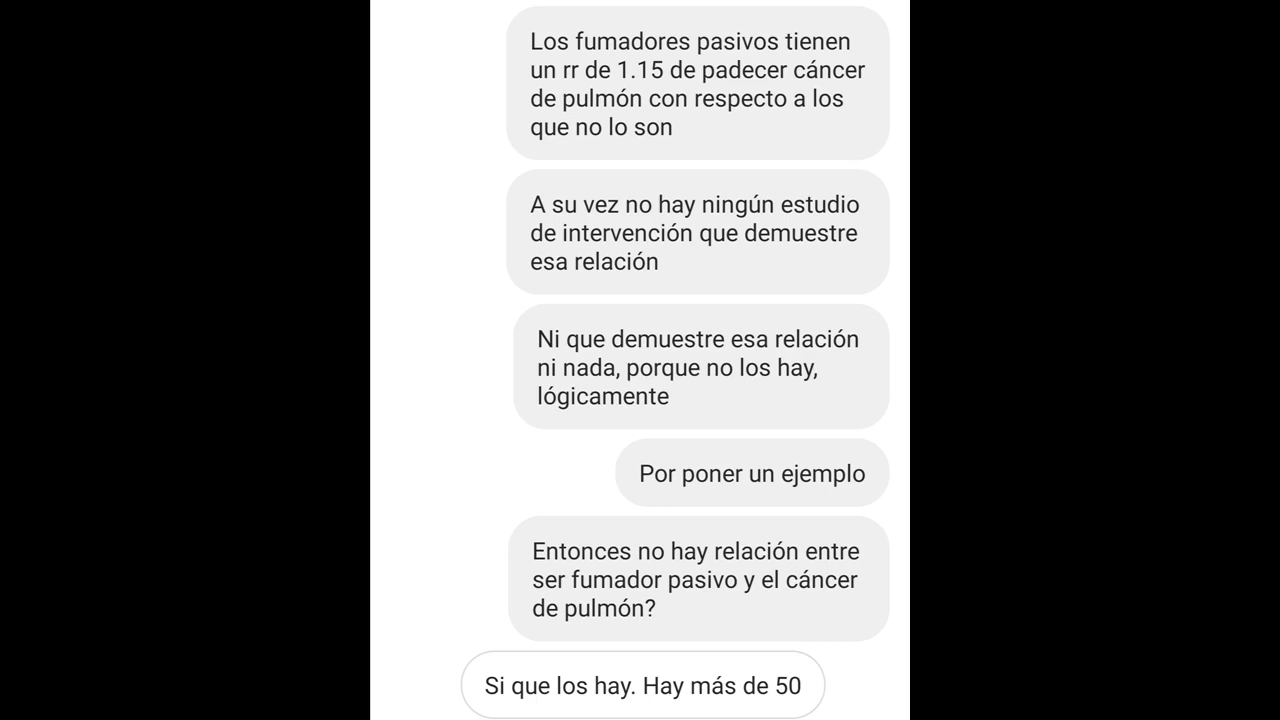 Los fumadores pasivos tienen
un rr de 1.15 de padecer cáncer
de pulmón con respecto a los
que no lo son
A su vez no hay ningún estudio
de intervención que demuestre
esa relación
Ni que demuestre esa relación
ni nada, porque no los hay,
lógicamente
Por poner un ejemplo
Entonces no hay relación entre
ser fumador pasivo y el cáncer
de pulmón?
Si que los hay. Hay más de 50